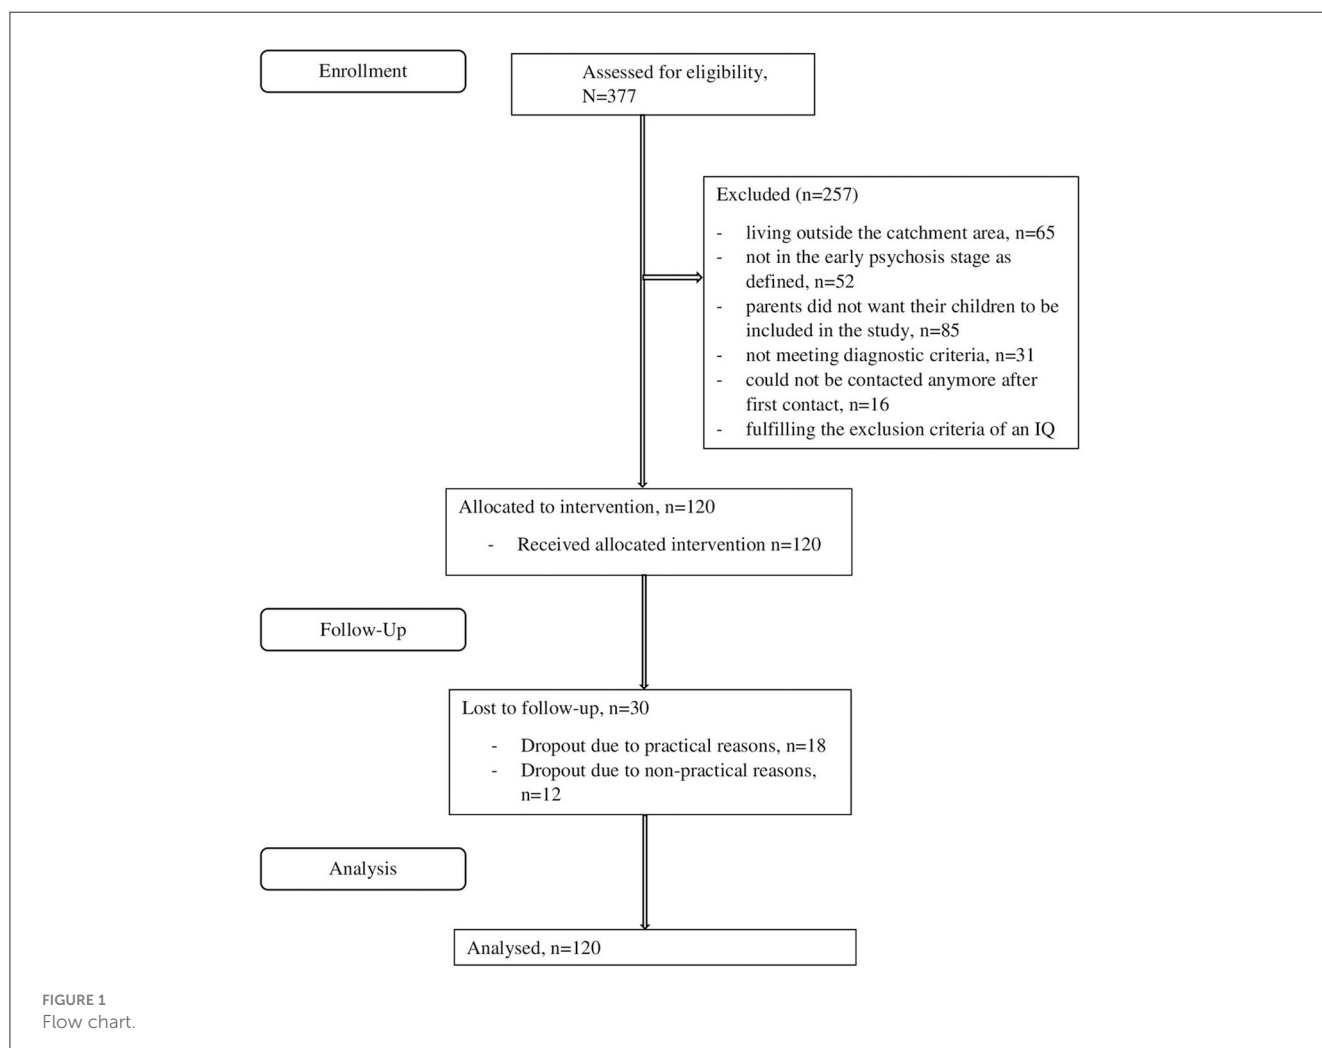 Enrollment
Assessed for eligibility,
N=377
Excluded (n=257)
- living outside the catchment area, n=65
- not in the early psychosis stage as
defined, n=52
- parents did not want their children to be
included in the study, n=85
- not meeting diagnostic criteria, n=31
- could not be contacted anymore after
first contact, n=16
- fulfilling the exclusion criteria of an IQ
Allocated to intervention, n=120
- Received allocated intervention n=120
Follow-Up
Lost to follow-up, n=30
- Dropout due to practical reasons, n=18
- Dropout due to non-practical reasons,
n=12
Analysis
Analysed, n=120
FIGURE 1
Flow chart.